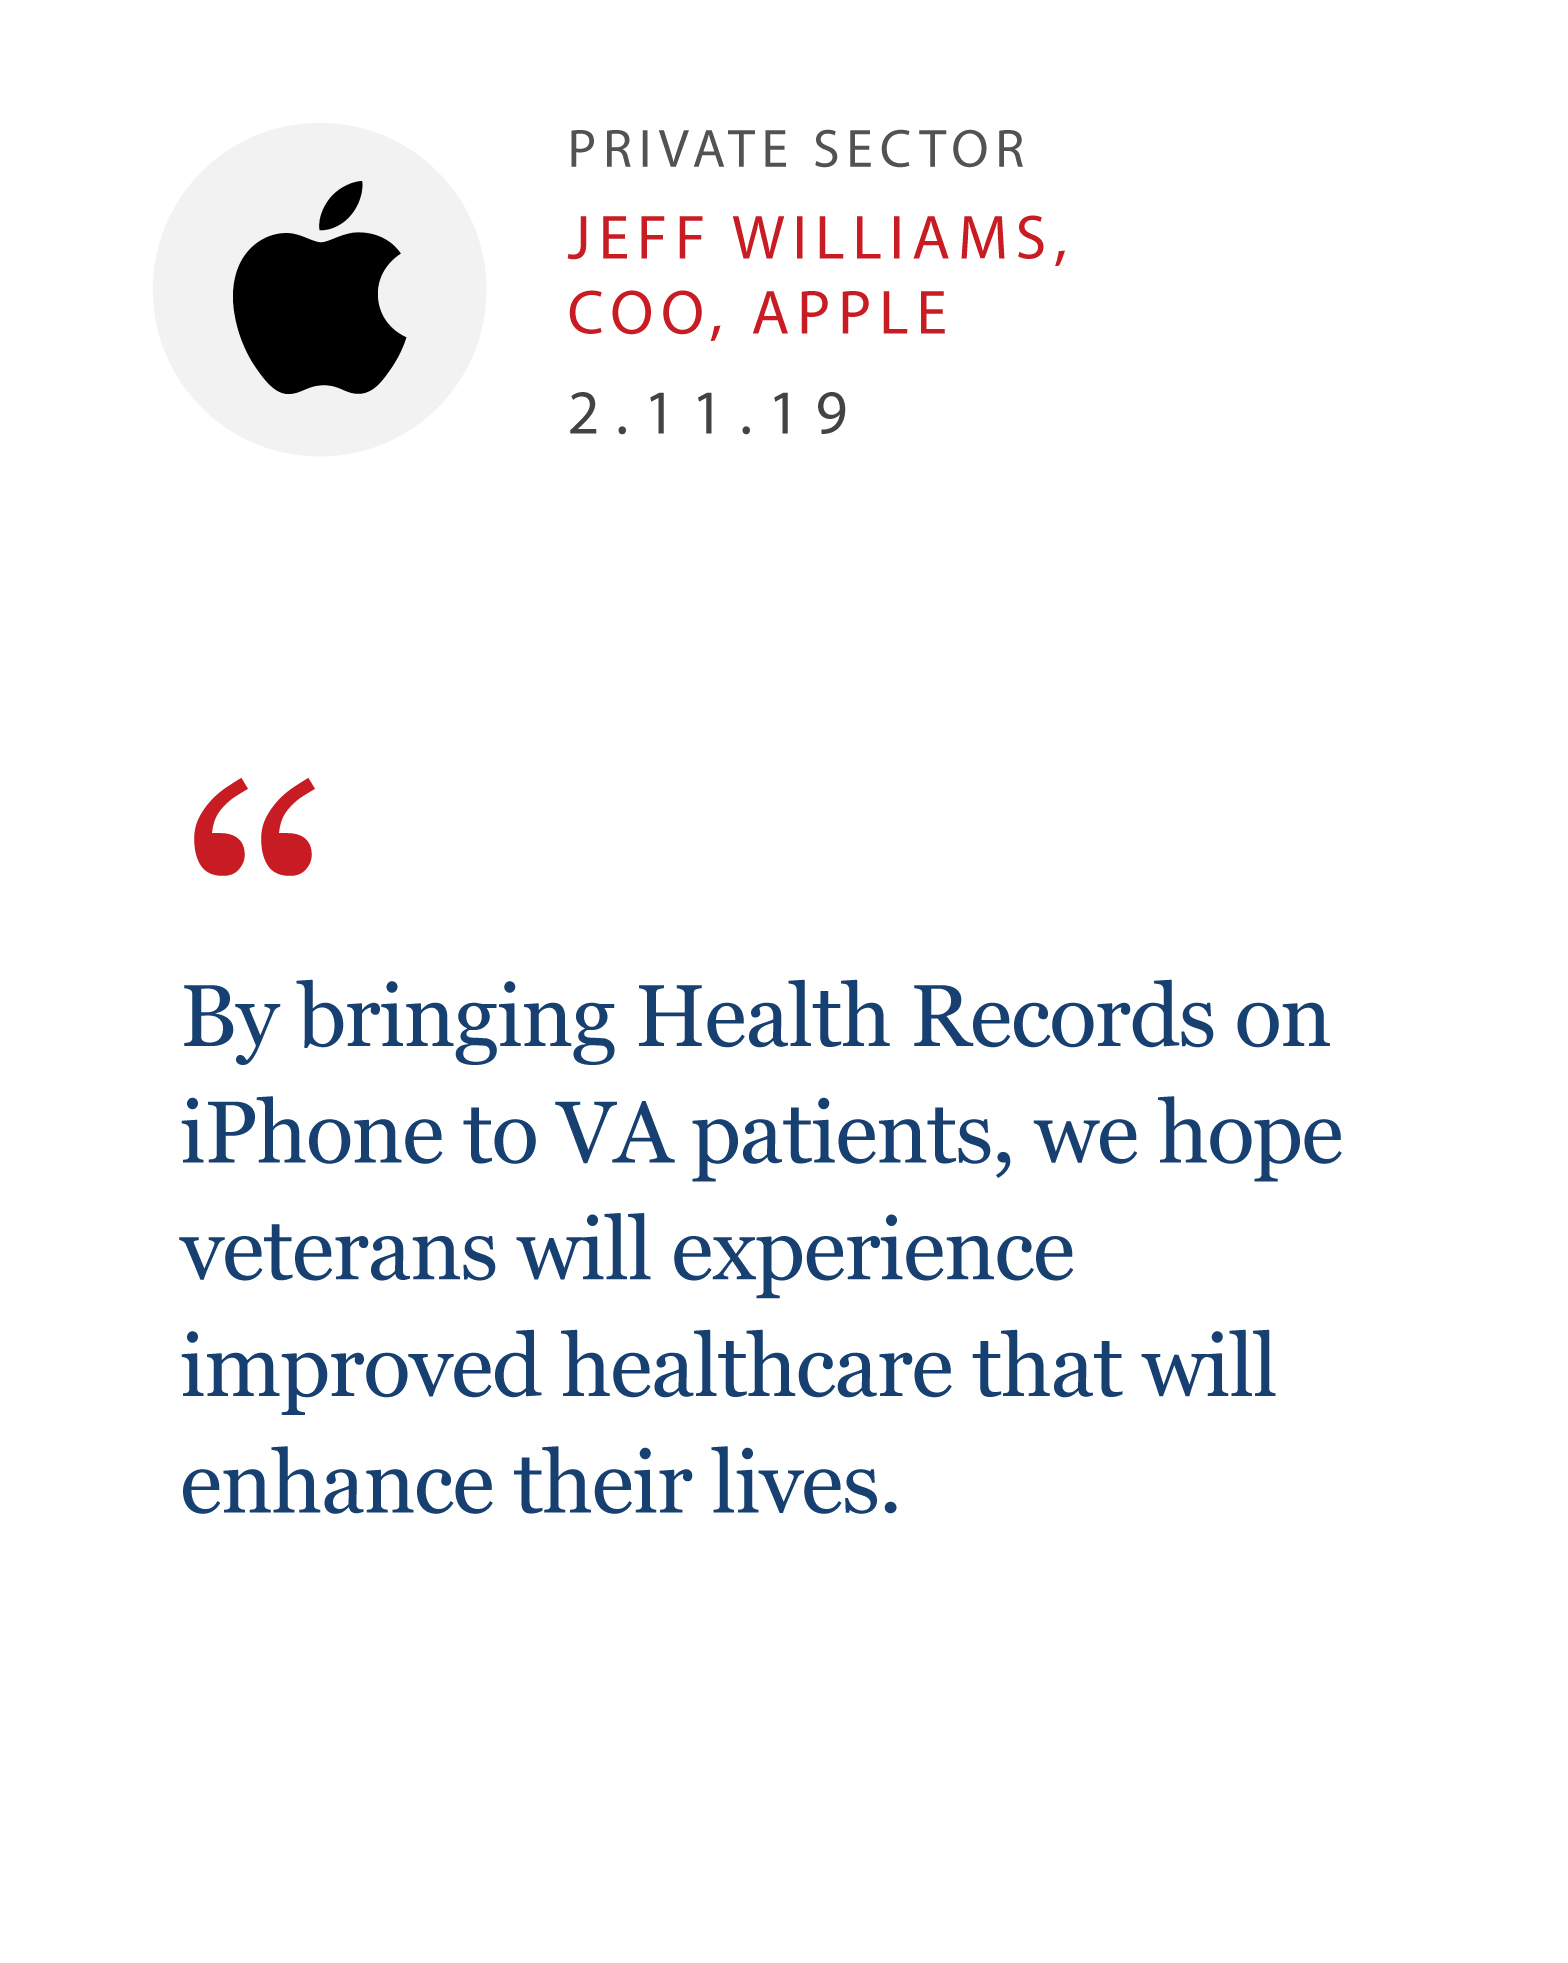 PRIVATE SECTOR
JEFF WILLIAMS,
COO, APPLE
2.11.19
“
By bringing Health Records on
iPhone to VA patients, we hope
veterans will experience
improved healthcare that will
enhance their lives.